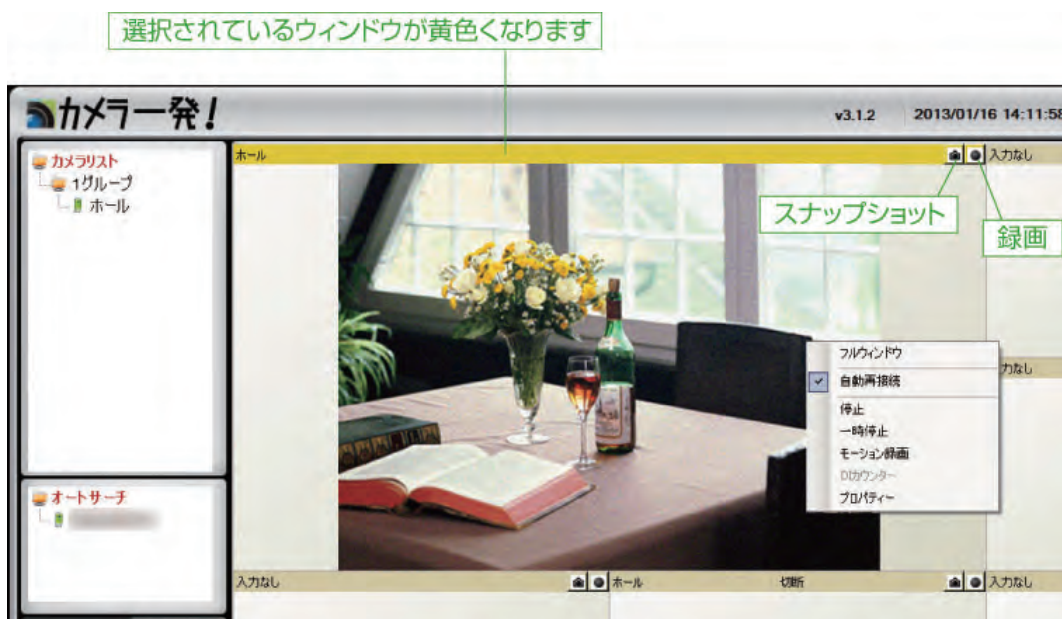 選択されているウィンドウが黄色くなります
カメラ一発!
v3.1.2 2013/01/16 14:11:58
カメラリスト
1グループ
ホール
ホール
入力なし
スナップショット
録画
フルウィンドウ
自動再接続
停止
一時停止
モーション録画
DIカウンター
プロパティー
力なし
オートサーチ
入力なし
ホール 切断
入力なし